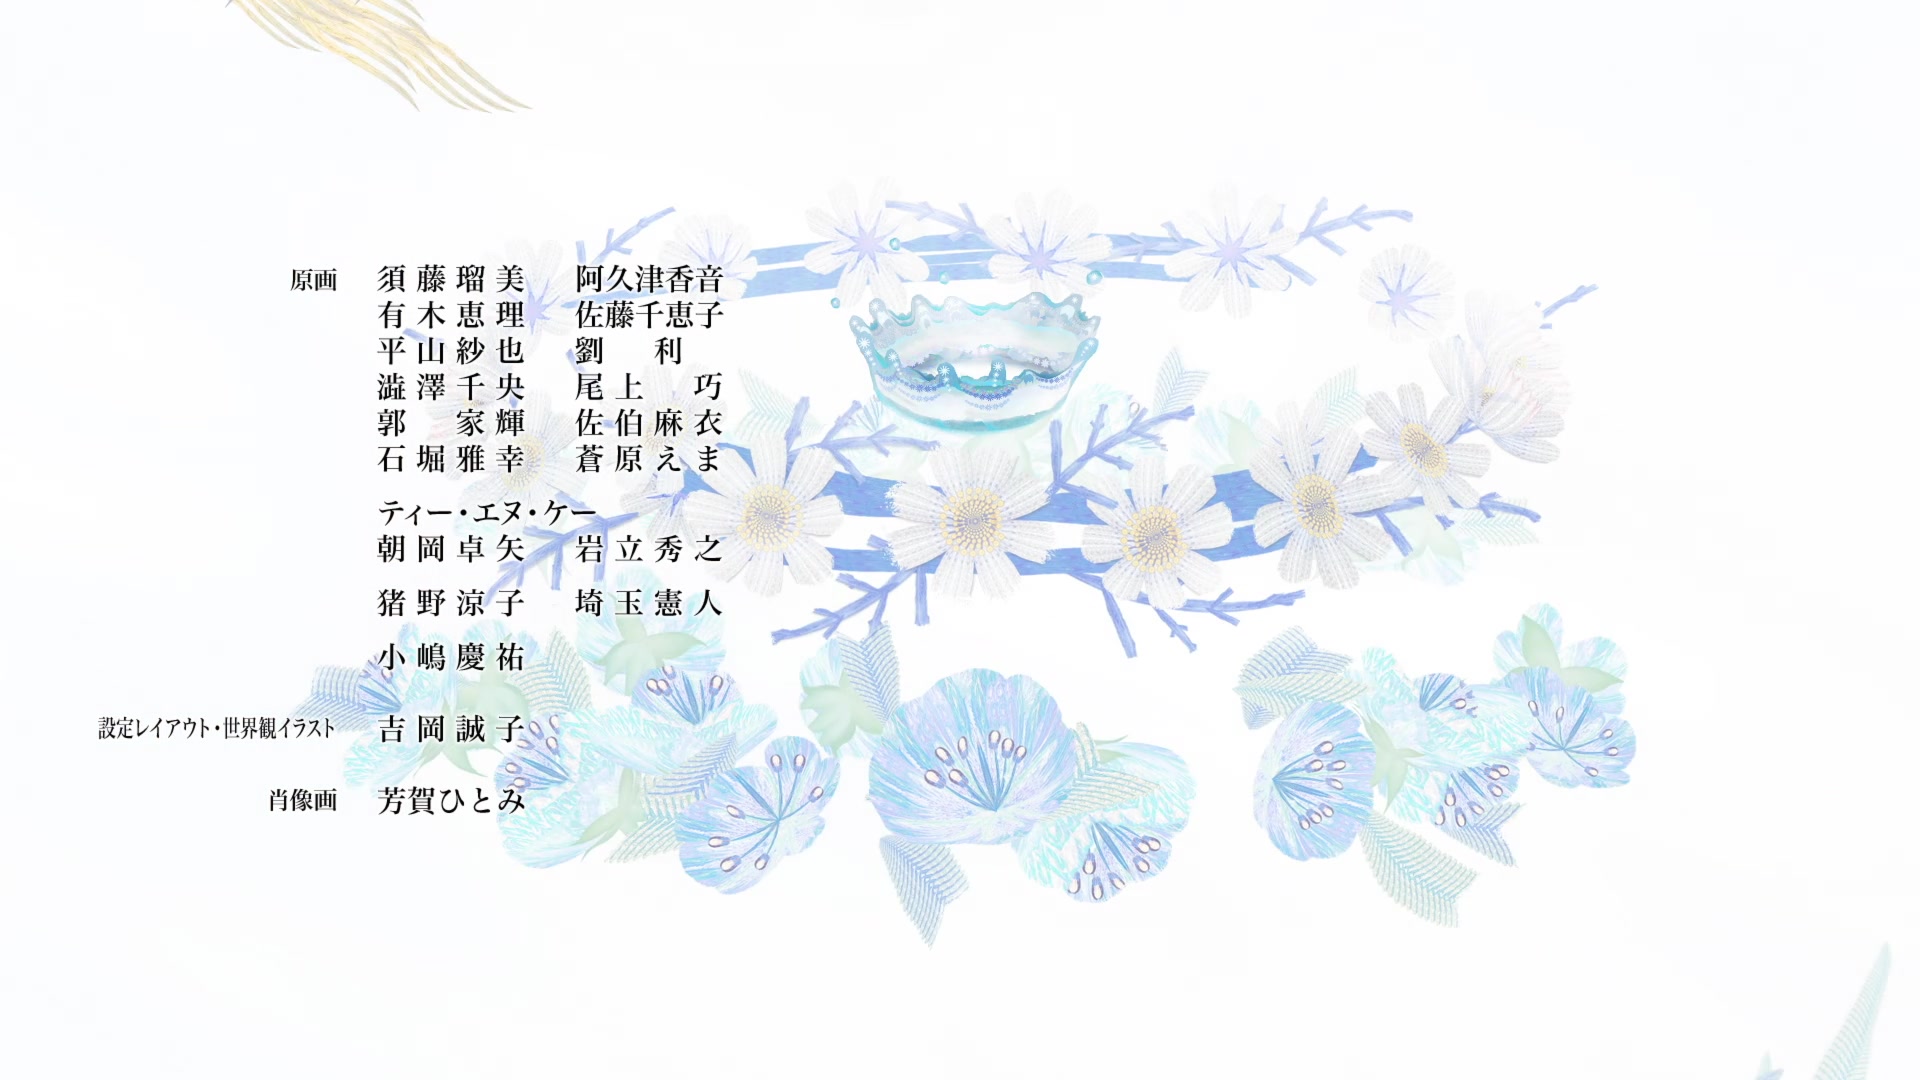 原画 須藤瑠美 阿久津香音
有木恵理 佐藤千恵子
平山紗也 劉利
澁澤千央 尾上巧
郭家輝 佐伯麻衣
石堀雅幸 蒼原えま
ティー・エヌ・ケー
朝岡卓矢 岩立秀之
猪野涼子 埼玉憲人
小嶋慶祐
設定レイアウト・世界観イラスト 吉岡誠子
肖像画 芳賀ひとみ